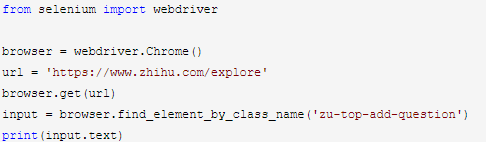 from selenium import webdriver
browser = webdriver.Chrome()
url = 'https://www.zhihu.com/explore'
browser.get(url)
input = browser.find_element_by_class_name('zu-top-add-question')
print(input.text)